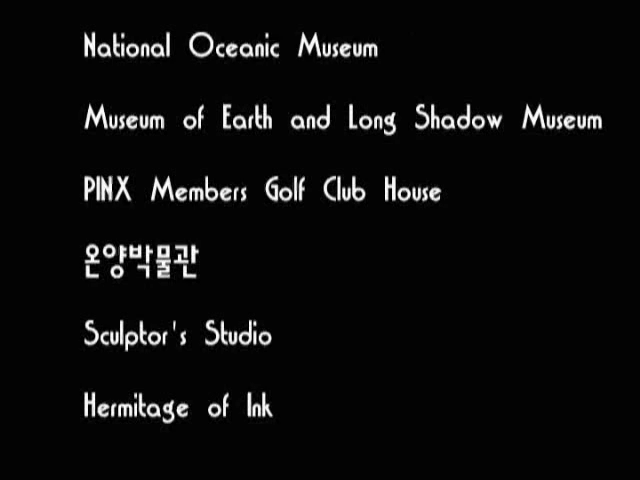 National Oceanic Museum
Museum of Earth and Long Shadow Museum
PINX Members Golf Club House
온양박물관
Sculptor's Studio
Hermitage of Ink